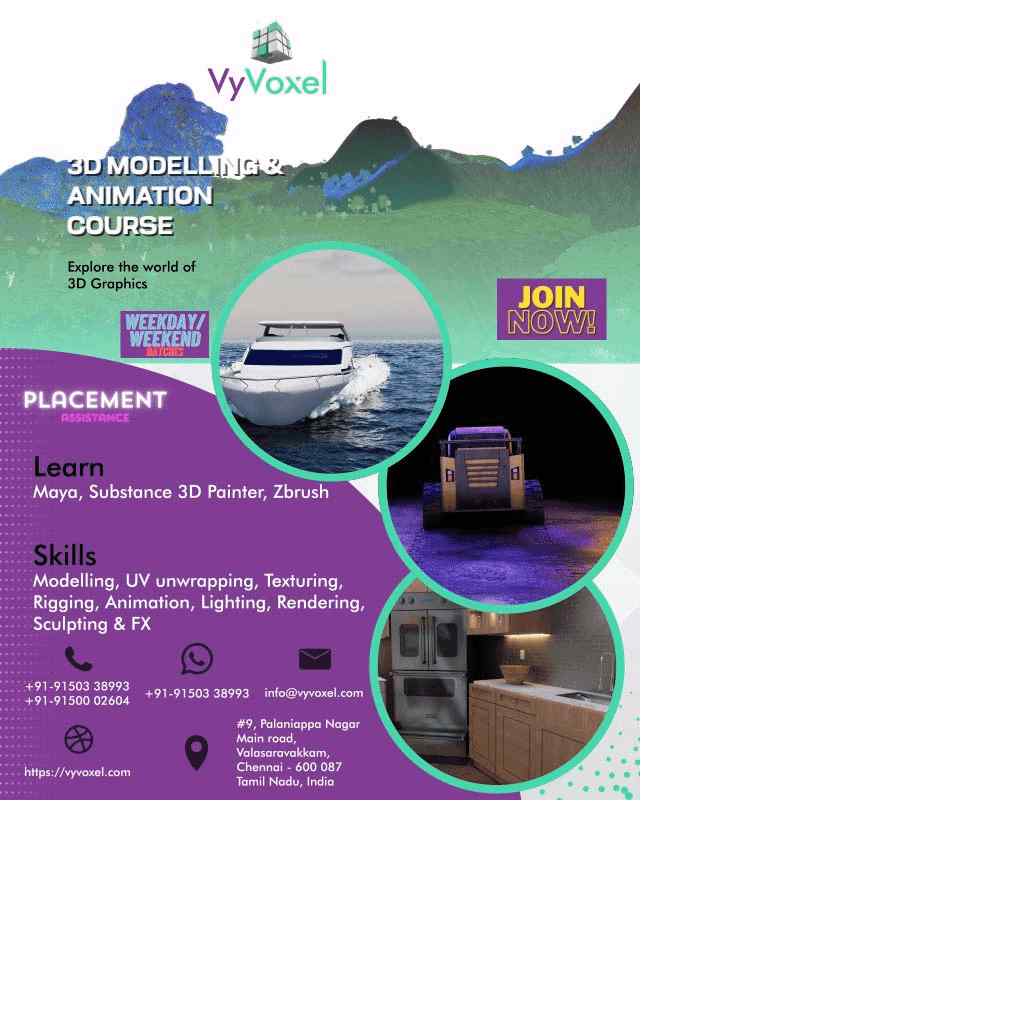 VyVoxel
3D MODELLING &
ANIMATION
COURSE
Explore the world of
3D Graphics
WEEKDAY/
WEEKEND
BATCHES
JOIN
NOW!
PLACEMENT
ASSISTANCE
Learn
Maya, Substance 3D Painter, Zbrush
Skills
Modelling, UV unwrapping, Texturing,
Rigging, Animation, Lighting, Rendering,
Sculpting & FX
+91-91503 38993
+91-91500 02604
+91-91503 38993
info@vyvoxel.com
https://vyvoxel.com
#9, Palaniappa Nagar
Main road,
Valasaravakkam,
Chennai - 600 087
Tamil Nadu, India